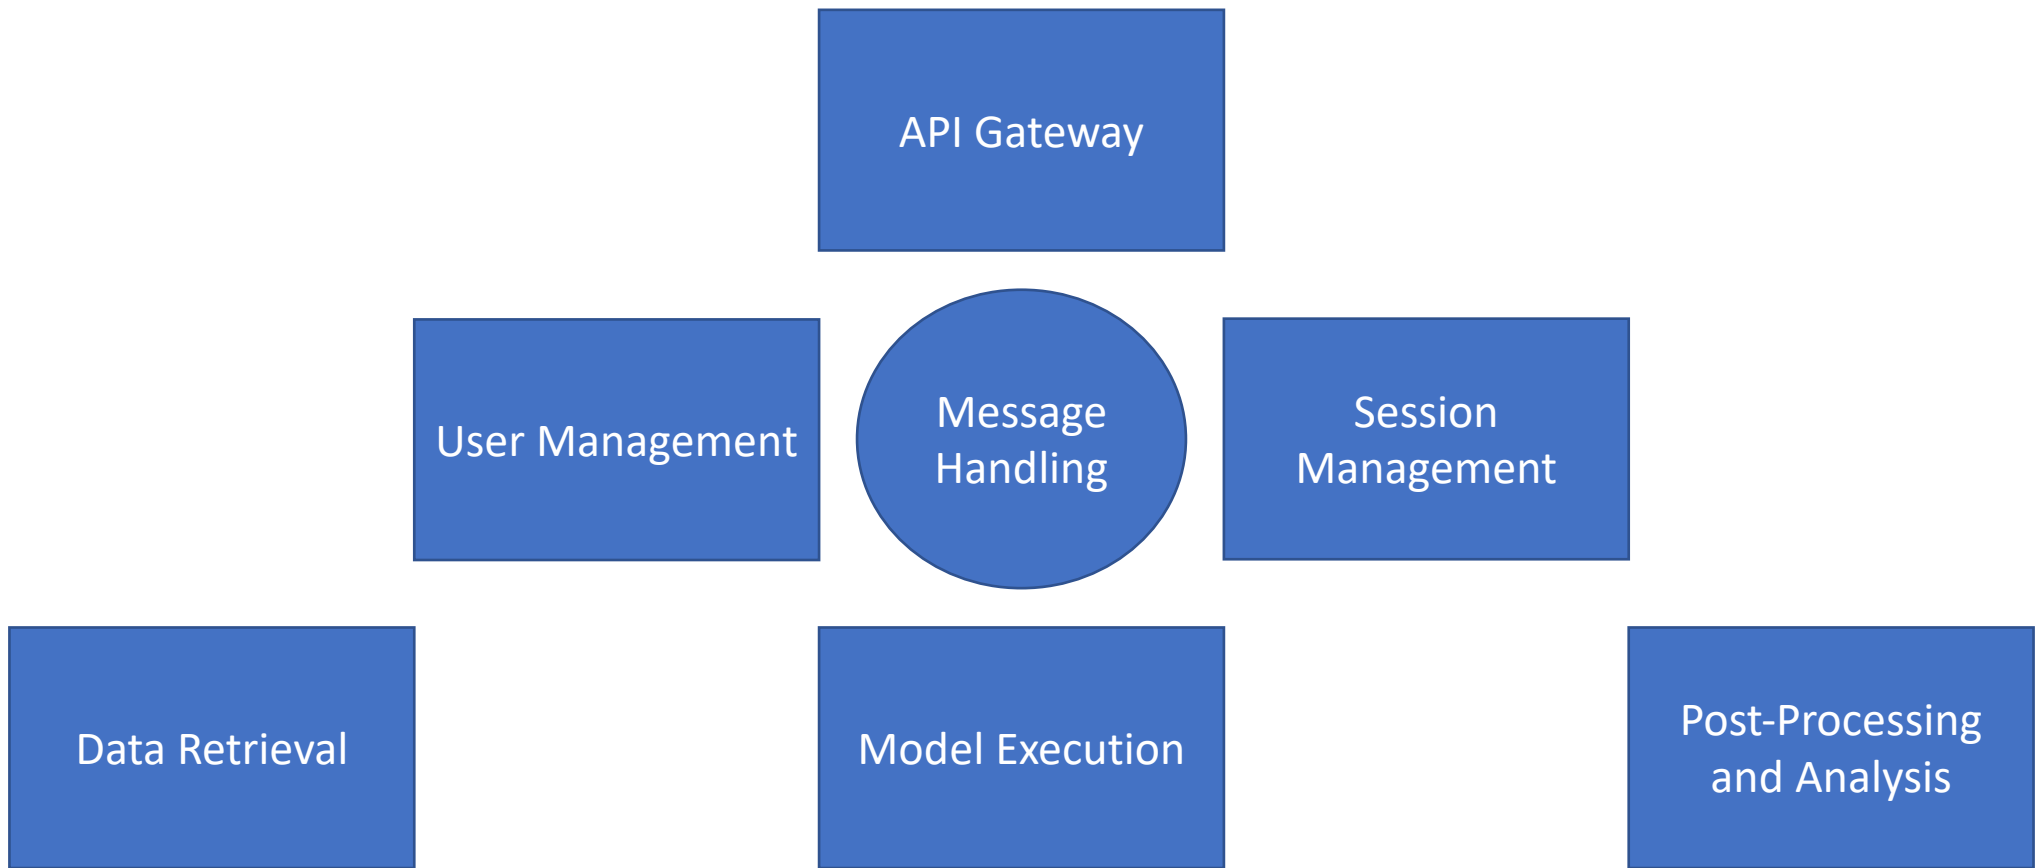 API Gateway
User Management
Message
Handling
Session
Management
Data Retrieval
Model Execution
Post-Processing
and Analysis